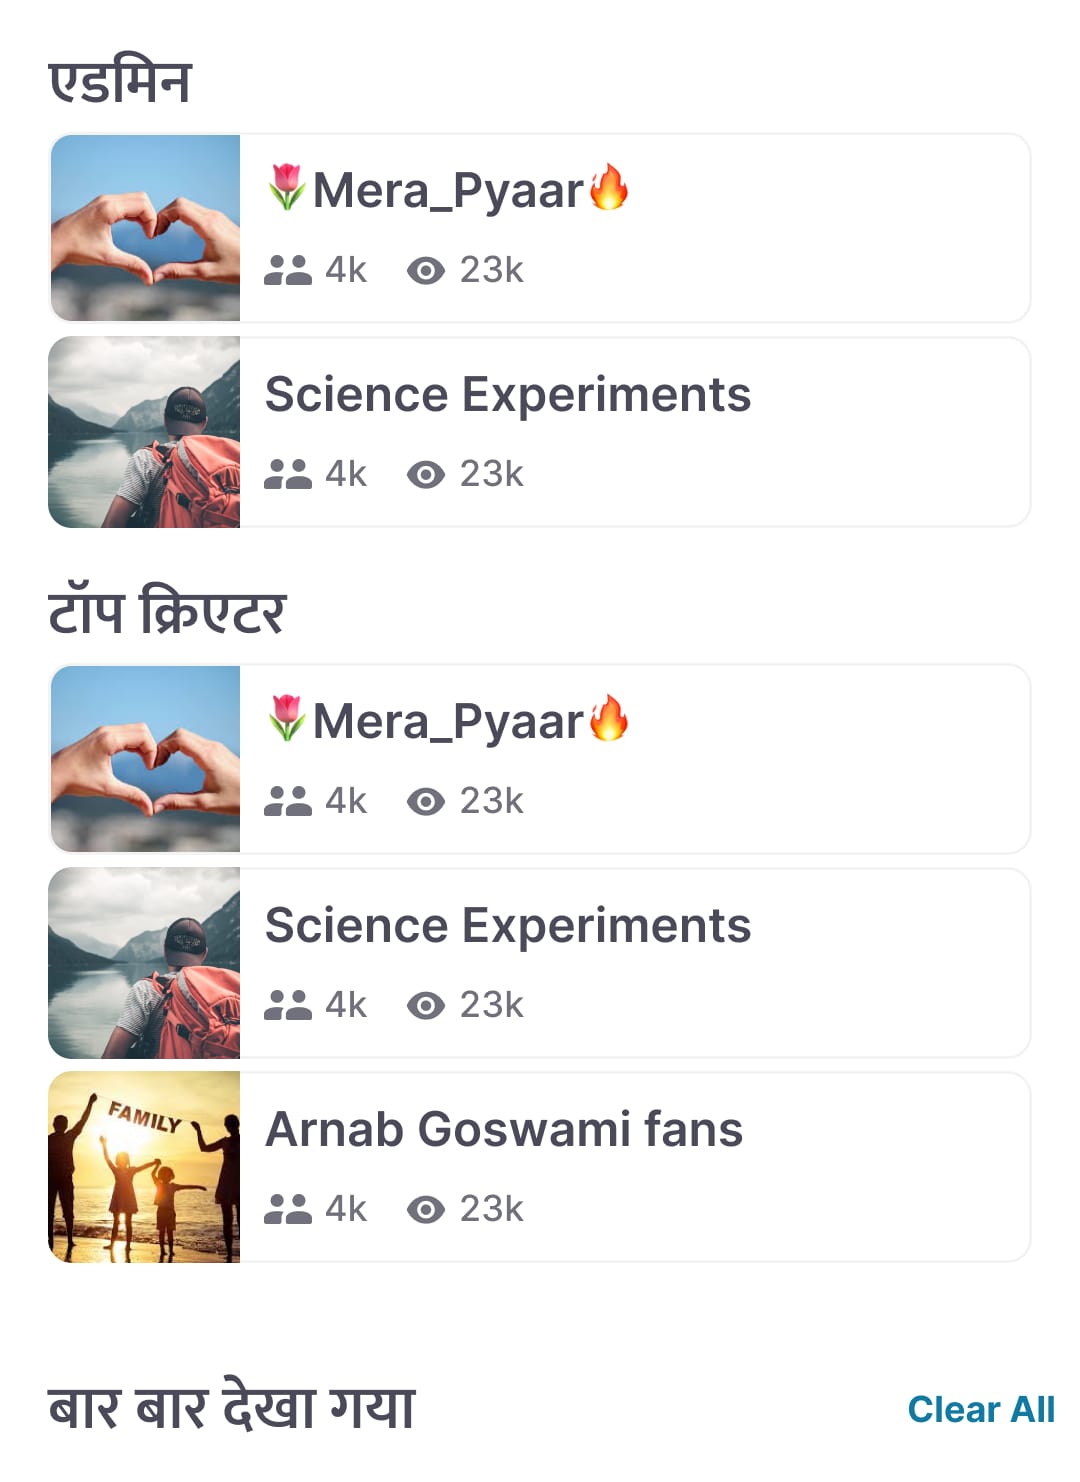 एडमिन
🌷Mera_Pyaar🔥
4k 23k
Science Experiments
4k 23k
टॉप क्रिएटर
🌷Mera_Pyaar🔥
4k 23k
Science Experiments
4k 23k
FAMILY
Arnab Goswami fans
4k 23k
बार बार देखा गया Clear All